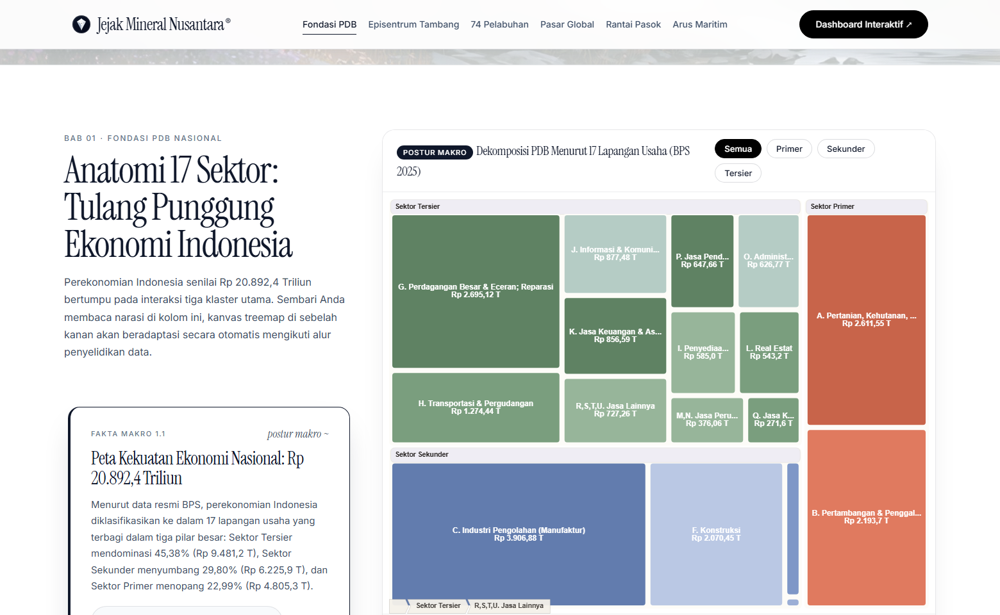 Jejak Mineral Nusantara®
Fondasi PDB
Episentrum Tambang
74 Pelabuhan
Pasar Global
Rantai Pasok
Arus Maritim
Dashboard Interaktif ↗
BAB 01 · FONDASI PDB NASIONAL
Anatomi 17 Sektor:
Tulang Punggung
Ekonomi Indonesia
Perekonomian Indonesia senilai Rp 20.892,4 Triliun
bertumpu pada interaksi tiga klaster utama. Sembari Anda
membaca narasi di kolom ini, kanvas treemap di sebelah
kanan akan beradaptasi secara otomatis mengikuti alur
penyelidikan data.
FAKTA MAKRO 1.1
postur makro ~
Peta Kekuatan Ekonomi Nasional: Rp
20.892,4 Triliun
Menurut data resmi BPS, perekonomian Indonesia
diklasifikasikan ke dalam 17 lapangan usaha yang
terbagi dalam tiga pilar besar: Sektor Tersier
mendominasi 45,38% (Rp 9.481,2 T), Sektor
Sekunder menyumbang 29,80% (Rp 6.225,9 T), dan
Sektor Primer menopang 22,99% (Rp 4.805,3 T).
POSTUR MAKRO Dekomposisi PDB Menurut 17 Lapangan Usaha (BPS
2025)
Semua
Primer
Sekunder
Tersier
Sektor Tersier
G. Perdagangan Besar & Eceran; Reparasi
Rp 2.695,12 T
H. Transportasi & Pergudangan
Rp 1.274,44 T
J. Informasi & Komuni...
Rp 877,48 T
K. Jasa Keuangan & As...
Rp 856,59 T
R,S,T,U. Jasa Lainnya
Rp 727,26 T
P. Jasa Pend...
Rp 647,66 T
O. Administ...
Rp 626,77 T
I. Penyediaa...
Rp 585,0 T
L. Real Estat
Rp 543,2 T
M,N. Jasa Peru...
Rp 376,06 T
Q. Jasa K...
Rp 271,6 T
Sektor Sekunder
C. Industri Pengolahan (Manufaktur)
Rp 3.906,88 T
F. Konstruksi
Rp 2.070,45 T
Sektor Primer
A. Pertanian, Kehutanan, ...
Rp 2.611,55 T
B. Pertambangan & Penggal...
Rp 2.193,7 T
Sektor Tersier
R,S,T,U. Jasa Lainnya